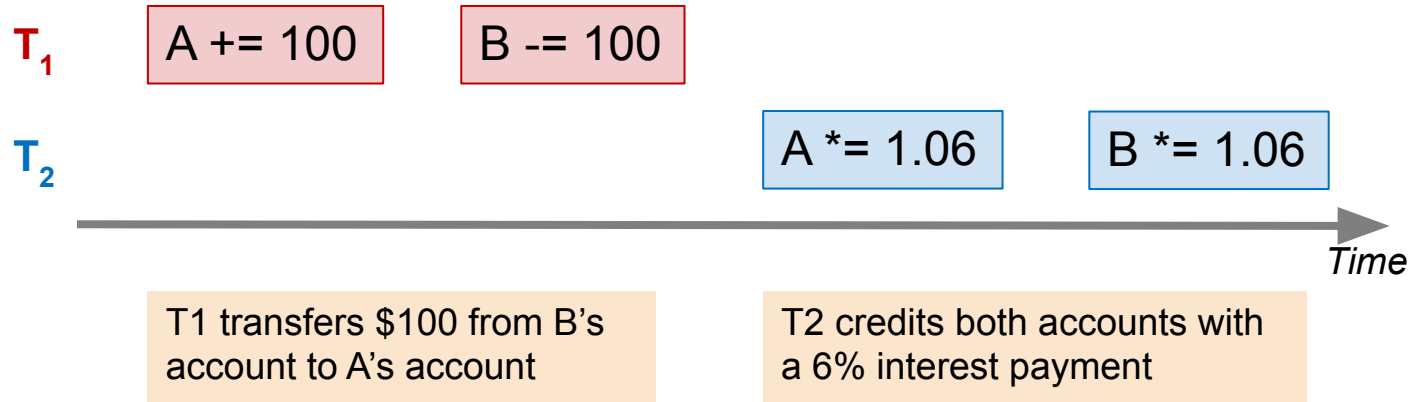 T1 A += 100 B -= 100
T2 A *= 1.06 B *= 1.06
Time
T1 transfers $100 from B’s
account to A’s account
T2 credits both accounts with
a 6% interest payment